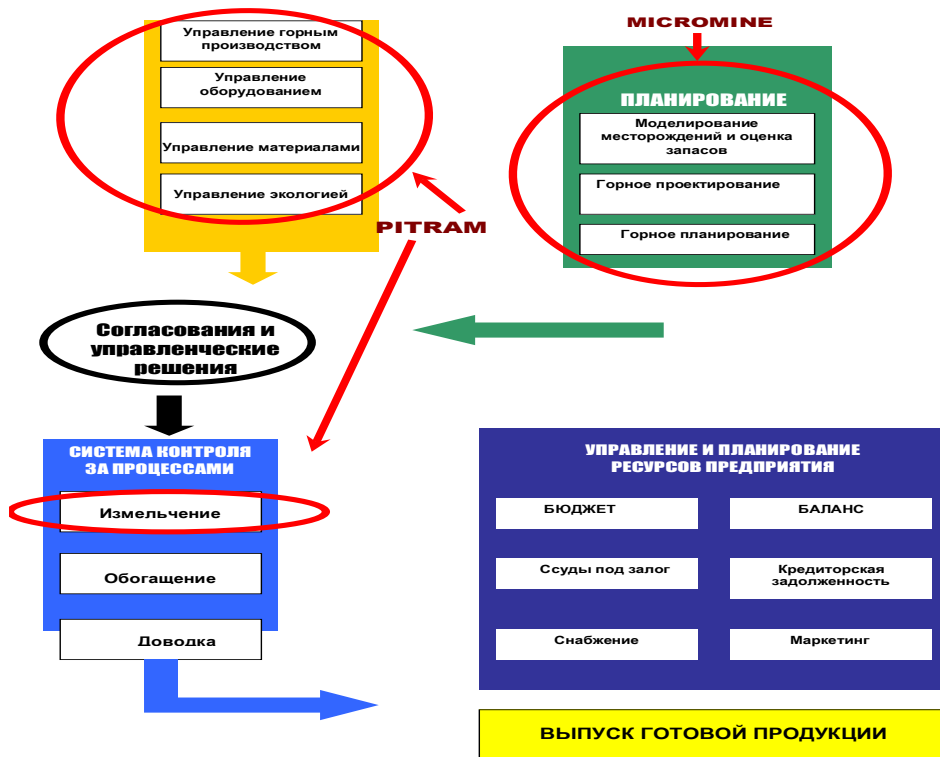 Управление горным
производством
Управление
оборудованием
Управление материалами
Управление экологией
MICROMINE
ПЛАНИРОВАНИЕ
Моделирование
месторождений и оценка
запасов
Горное проектирование
Горное планирование
PITRAM
Согласования и
управленческие
решения
СИСТЕМА КОНТРОЛЯ
ЗА ПРОЦЕССАМИ
Измельчение
Обогащение
Доводка
УПРАВЛЕНИЕ И ПЛАНИРОВАНИЕ
РЕСУРСОВ ПРЕДПРИЯТИЯ
БЮДЖЕТ
БАЛАНС
Ссуды под залог
Кредиторская
задолженность
Снабжение
Маркетинг
ВЫПУСК ГОТОВОЙ ПРОДУКЦИИ